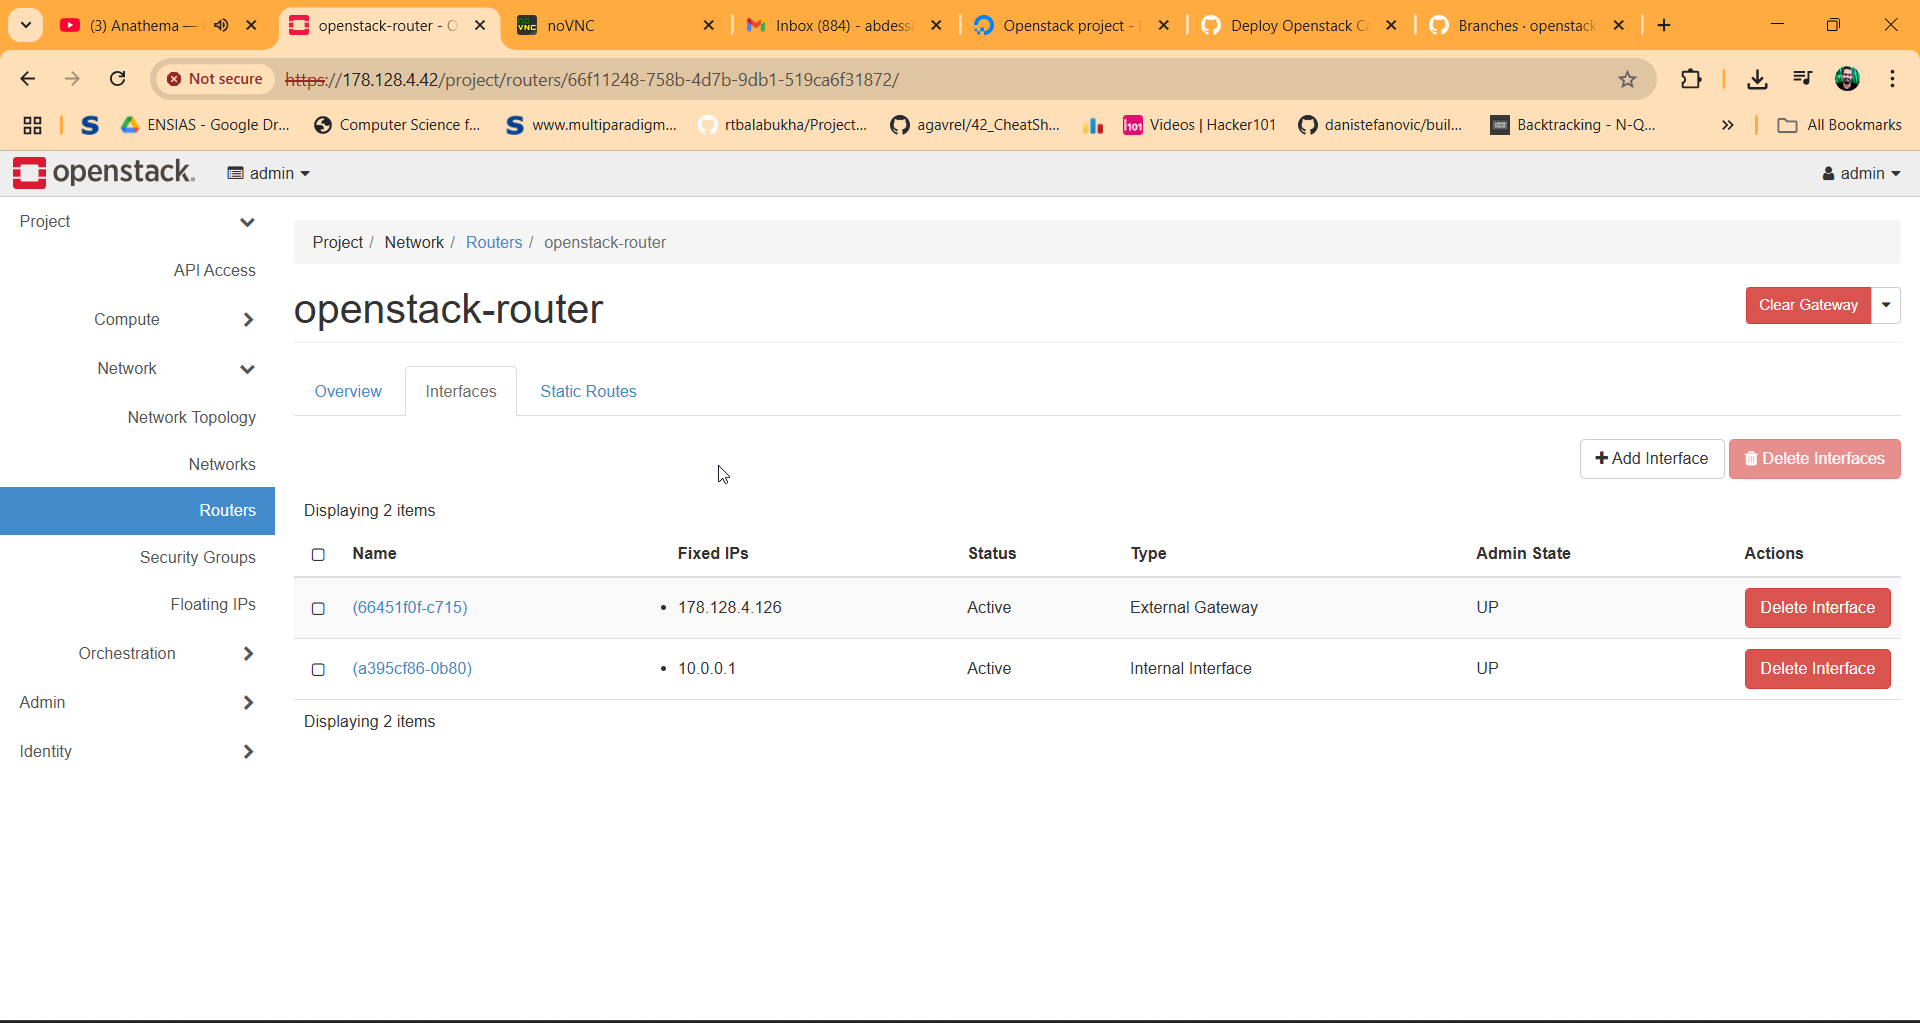 (3) Anathema —
openstack-router - O
noVNC
Inbox (884) - abdessa
Openstack project - D
Deploy Openstack Ca
Branches · openstack
Not secure
https://178.128.4.42/project/routers/66f11248-758b-4d7b-9db1-519ca6f31872/
ENSIAS - Google Dr...
Computer Science f...
www.multiparadigm...
rtbalabukha/Project...
agavrel/42_CheatSh...
Videos | Hacker101
danistefanovic/buil...
Backtracking - N-Q...
All Bookmarks
openstack.
admin
admin
Project
API Access
Compute
Network
Network Topology
Networks
Routers
Security Groups
Floating IPs
Orchestration
Admin
Identity
Project / Network / Routers / openstack-router
openstack-router
Clear Gateway
Overview
Interfaces
Static Routes
Add Interface
Delete Interfaces
Displaying 2 items
Name Fixed IPs Status Type Admin State Actions
(66451f0f-c715) • 178.128.4.126 Active External Gateway UP Delete Interface
(a395cf86-0b80) • 10.0.0.1 Active Internal Interface UP Delete Interface
Displaying 2 items